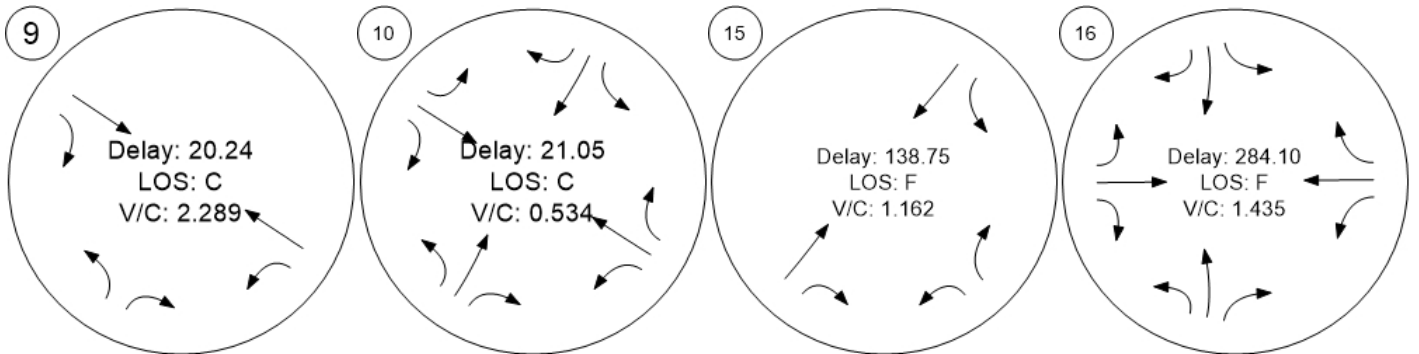 9
Delay: 20.24
LOS: C
V/C: 2.289
10
Delay: 21.05
LOS: C
V/C: 0.534
15
Delay: 138.75
LOS: F
V/C: 1.162
16
Delay: 284.10
LOS: F
V/C: 1.435